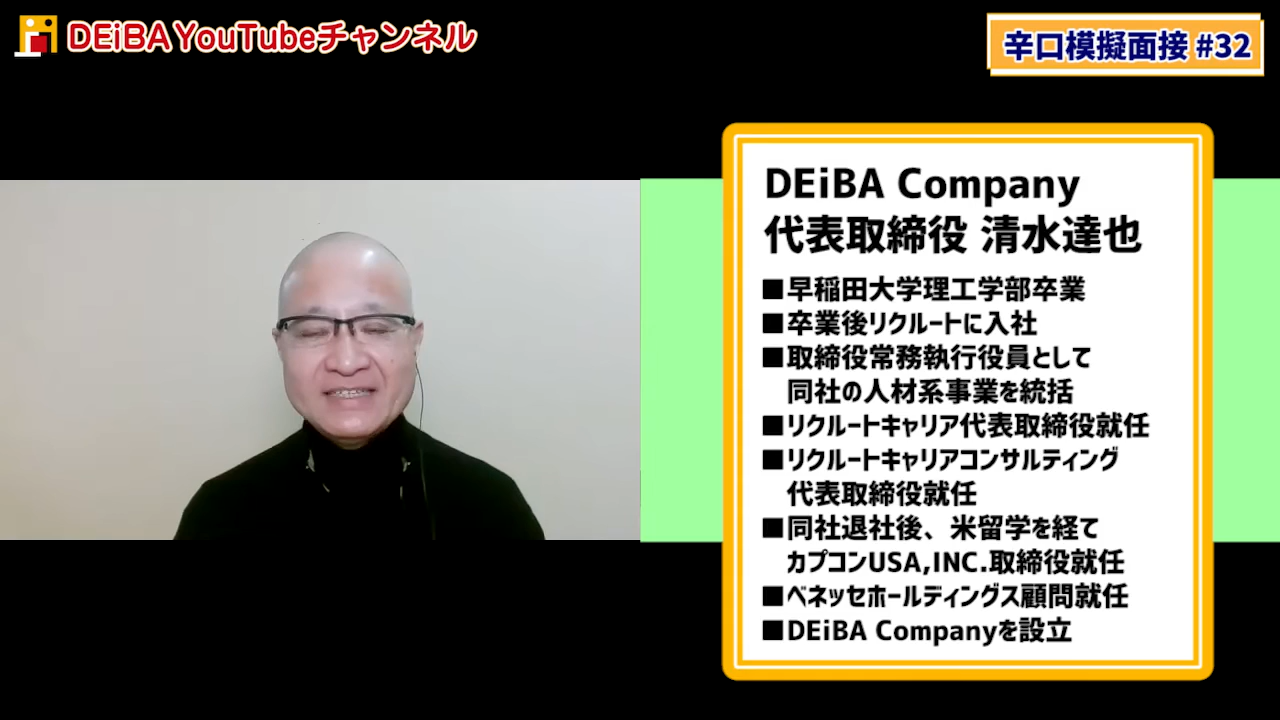 DEiBA YouTubeチャンネル
辛口模擬面接 #32
DEiBA Company
代表取締役 清水達也
■早稲田大学理工学部卒業
■卒業後リクルートに入社
■取締役常務執行役員として
同社の人材系事業を統括
■リクルートキャリア代表取締役就任
■リクルートキャリアコンサルティング
代表取締役就任
■同社退社後、米留学を経て
カプコンUSA,INC.取締役就任
■ベネッセホールディングス顧問就任
■DEiBA Companyを設立